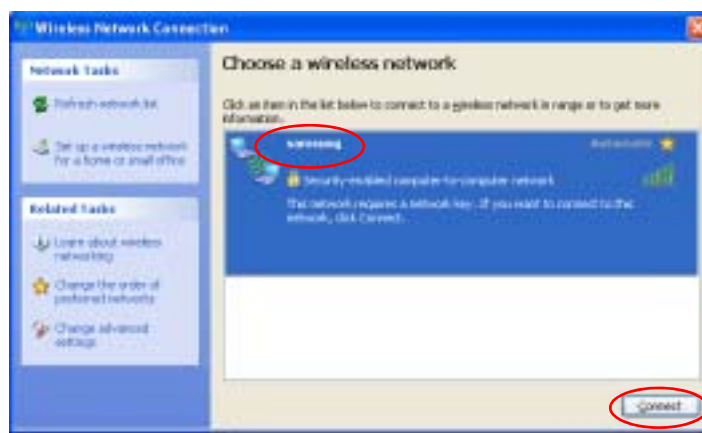 Wireless Network Connection
Network Tasks
Refresh network list
Set up a wireless network
for a home or small office
Related Tasks
Learn about wireless
networking
Change the order of
preferred networks
Change advanced
settings
Choose a wireless network
Click an item in the list below to connect to a wireless network in range or to get more
information.
samsung
Automatic
Security-enabled computer-to-computer network
This network requires a network key. If you want to connect to this
network, click Connect.
Connect